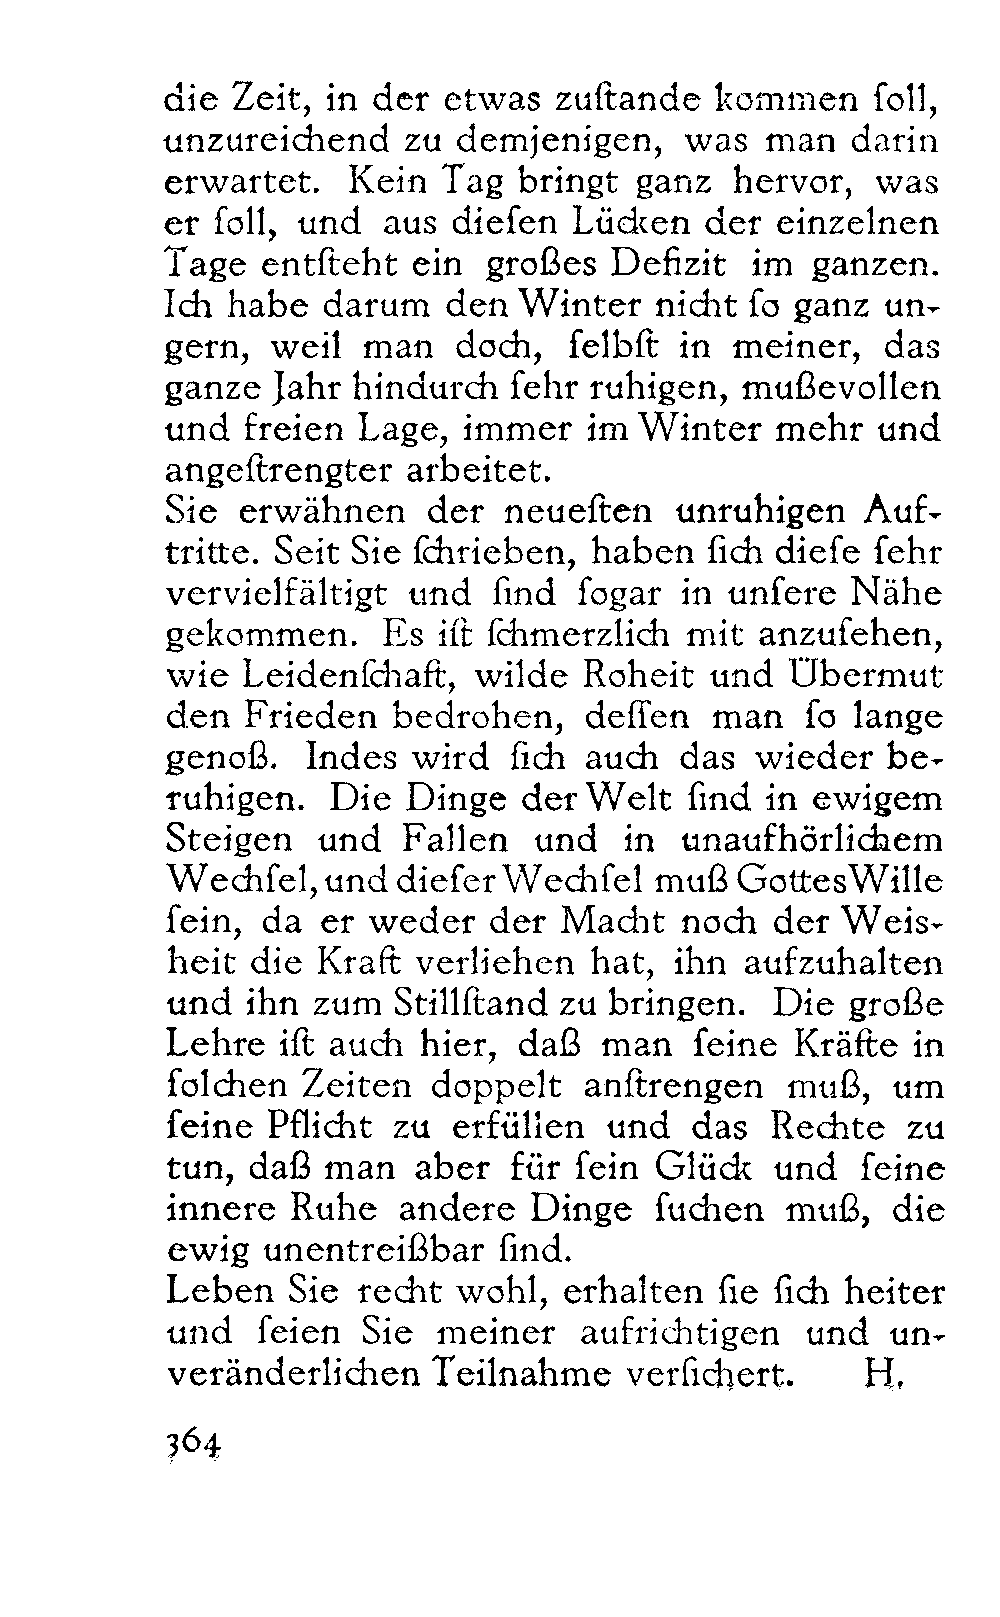 die Zeit, in der etwas zuſtande kommen ſoll,
unzureichend zu demjenigen, was man darin
erwartet. Kein Tag bringt ganz hervor, was
er ſoll, und aus dieſen Lücken der einzelnen
Tage entſteht ein großes Defizit im ganzen.
Ich habe darum den Winter nicht ſo ganz un-
gern, weil man doch, ſelbſt in meiner, das
ganze Jahr hindurch ſehr ruhigen, mußevollen
und freien Lage, immer im Winter mehr und
angeſtrengter arbeitet.
Sie erwähnen der neueſten unruhigen Auf-
tritte. Seit Sie ſchrieben, haben ſich dieſe ſehr
vervielfältigt und ſind ſogar in unſere Nähe
gekommen. Es iſt ſchmerzlich mit anzuſehen,
wie Leidenſchaft, wilde Roheit und Übermut
den Frieden bedrohen, deſſen man ſo lange
genoß. Indes wird ſich auch das wieder be-
ruhigen. Die Dinge der Welt ſind in ewigem
Steigen und Fallen und in unaufhörlichem
Wechſel, und dieſer Wechſel muß Gottes Wille
ſein, da er weder der Macht noch der Weis-
heit die Kraft verliehen hat, ihn aufzuhalten
und ihn zum Stillſtand zu bringen. Die große
Lehre iſt auch hier, daß man ſeine Kräfte in
ſolchen Zeiten doppelt anſtrengen muß, um
ſeine Pflicht zu erfüllen und das Rechte zu
tun, daß man aber für ſein Glück und ſeine
innere Ruhe andere Dinge ſuchen muß, die
ewig unentreißbar ſind.
Leben Sie recht wohl, erhalten ſie ſich heiter
und ſeien Sie meiner aufrichtigen und un-
veränderlichen Teilnahme verſichert. H.
364